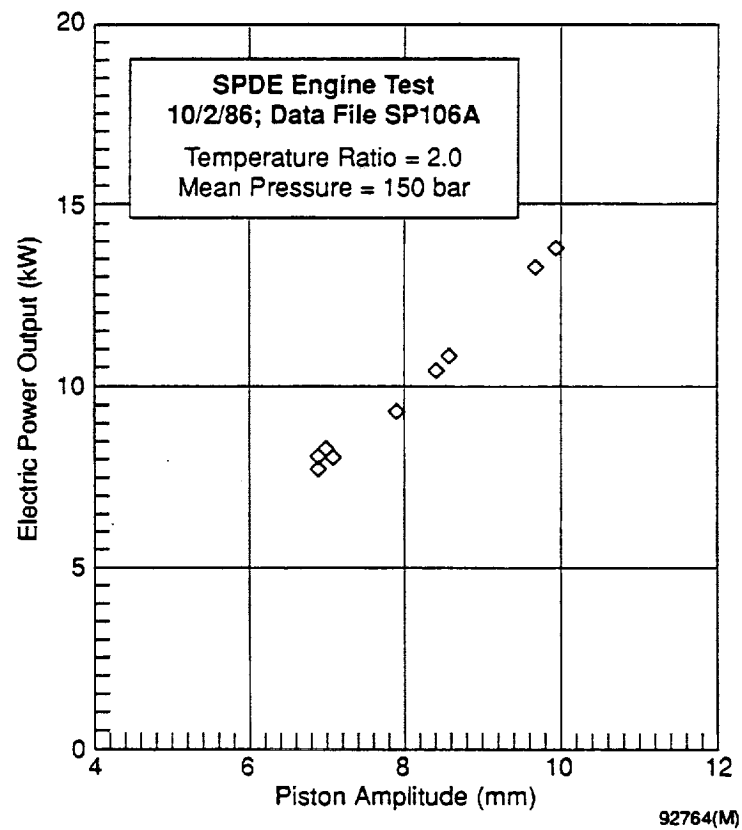 20
15
10
5
0
Electric Power Output (kW)
SPDE Engine Test
10/2/86; Data File SP106A
Temperature Ratio = 2.0
Mean Pressure = 150 bar
4 6 8 10 12
Piston Amplitude (mm)
92764(M)